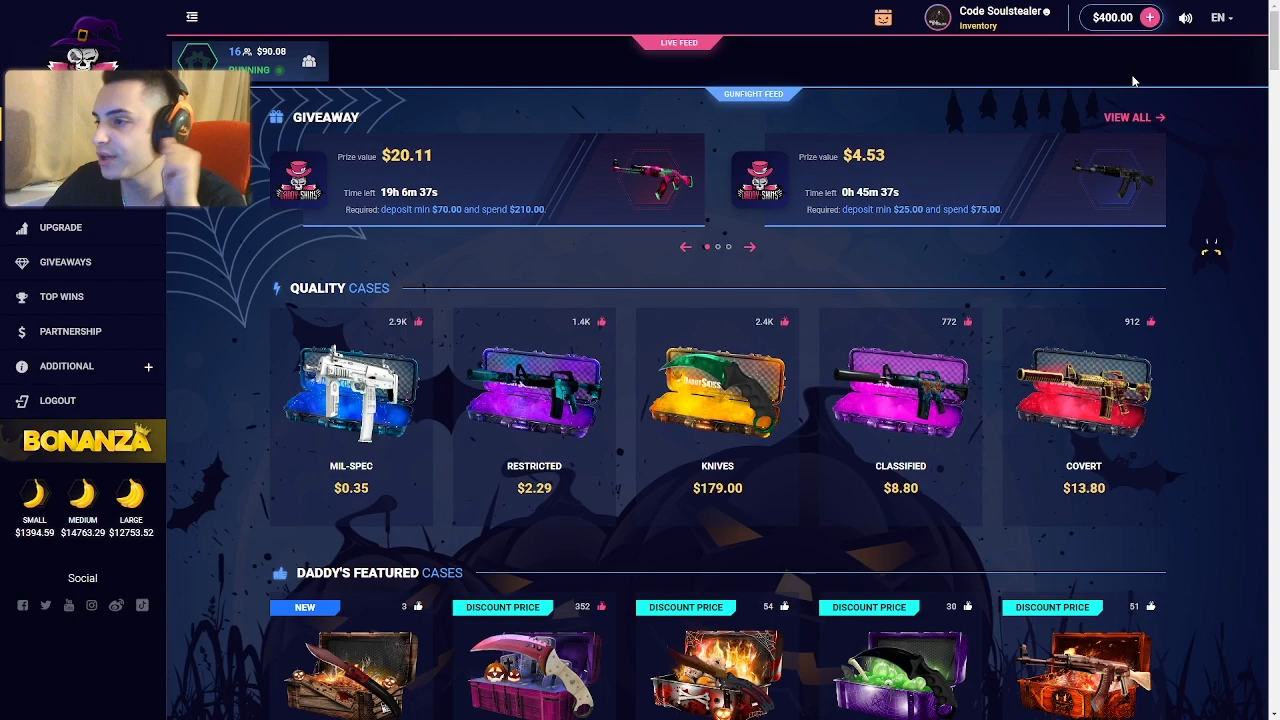 Code Soulstealer
Inventory
$400.00
EN
16
$90.08
LIVE FEED
GUNFIGHT FEED
GIVEAWAY
VIEW ALL
DADDY SKINS
Prize value $20.11
Time left 19h 6m 37s
Required: deposit min $70.00 and spend $210.00.
DADDY SKINS
Prize value $4.53
Time left 0h 45m 37s
Required: deposit min $25.00 and spend $75.00.
UPGRADE
GIVEAWAYS
TOP WINS
PARTNERSHIP
ADDITIONAL
LOGOUT
BONANZA
SMALL
$1394.59
MEDIUM
$14763.29
LARGE
$12753.52
Social
QUALITY CASES
2.9K
MIL-SPEC
$0.35
1.4K
RESTRICTED
$2.29
2.4K
DADDYSKINS
KNIVES
$179.00
772
CLASSIFIED
$8.80
912
COVERT
$13.80
DADDY'S FEATURED CASES
NEW
3
DISCOUNT PRICE
352
DISCOUNT PRICE
54
DISCOUNT PRICE
30
DISCOUNT PRICE
51